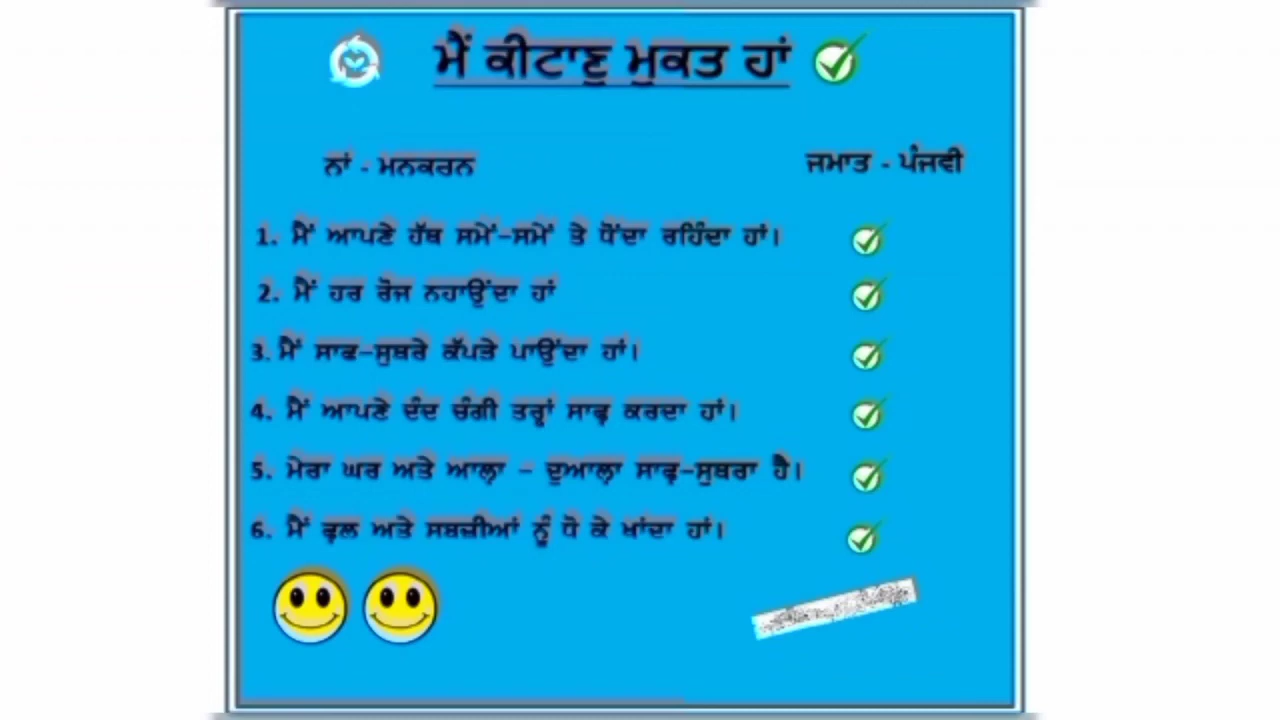 ਮੈਂ ਕੀਟਾਣੂ ਮੁਕਤ ਹਾਂ
ਨਾਂ - ਮਨਕਰਨ ਜਮਾਤ - ਪੰਜਵੀ
1. ਮੈਂ ਆਪਣੇ ਹੱਥ ਸਮੇਂ-ਸਮੇਂ ਤੇ ਧੋਂਦਾ ਰਹਿੰਦਾ ਹਾਂ।
2. ਮੈਂ ਹਰ ਰੋਜ ਨਹਾਉਂਦਾ ਹਾਂ
3. ਮੈਂ ਸਾਫ-ਸੁਥਰੇ ਕੱਪੜੇ ਪਾਉਂਦਾ ਹਾਂ।
4. ਮੈਂ ਆਪਣੇ ਦੰਦ ਚੰਗੀ ਤਰ੍ਹਾਂ ਸਾਫ਼ ਕਰਦਾ ਹਾਂ।
5. ਮੇਰਾ ਘਰ ਅਤੇ ਆਲ਼ਾ - ਦੁਆਲ਼ਾ ਸਾਫ਼-ਸੁਥਰਾ ਹੈ।
6. ਮੈਂ ਫ਼ਲ ਅਤੇ ਸਬਜ਼ੀਆਂ ਨੂੰ ਧੋ ਕੇ ਖਾਂਦਾ ਹਾਂ।